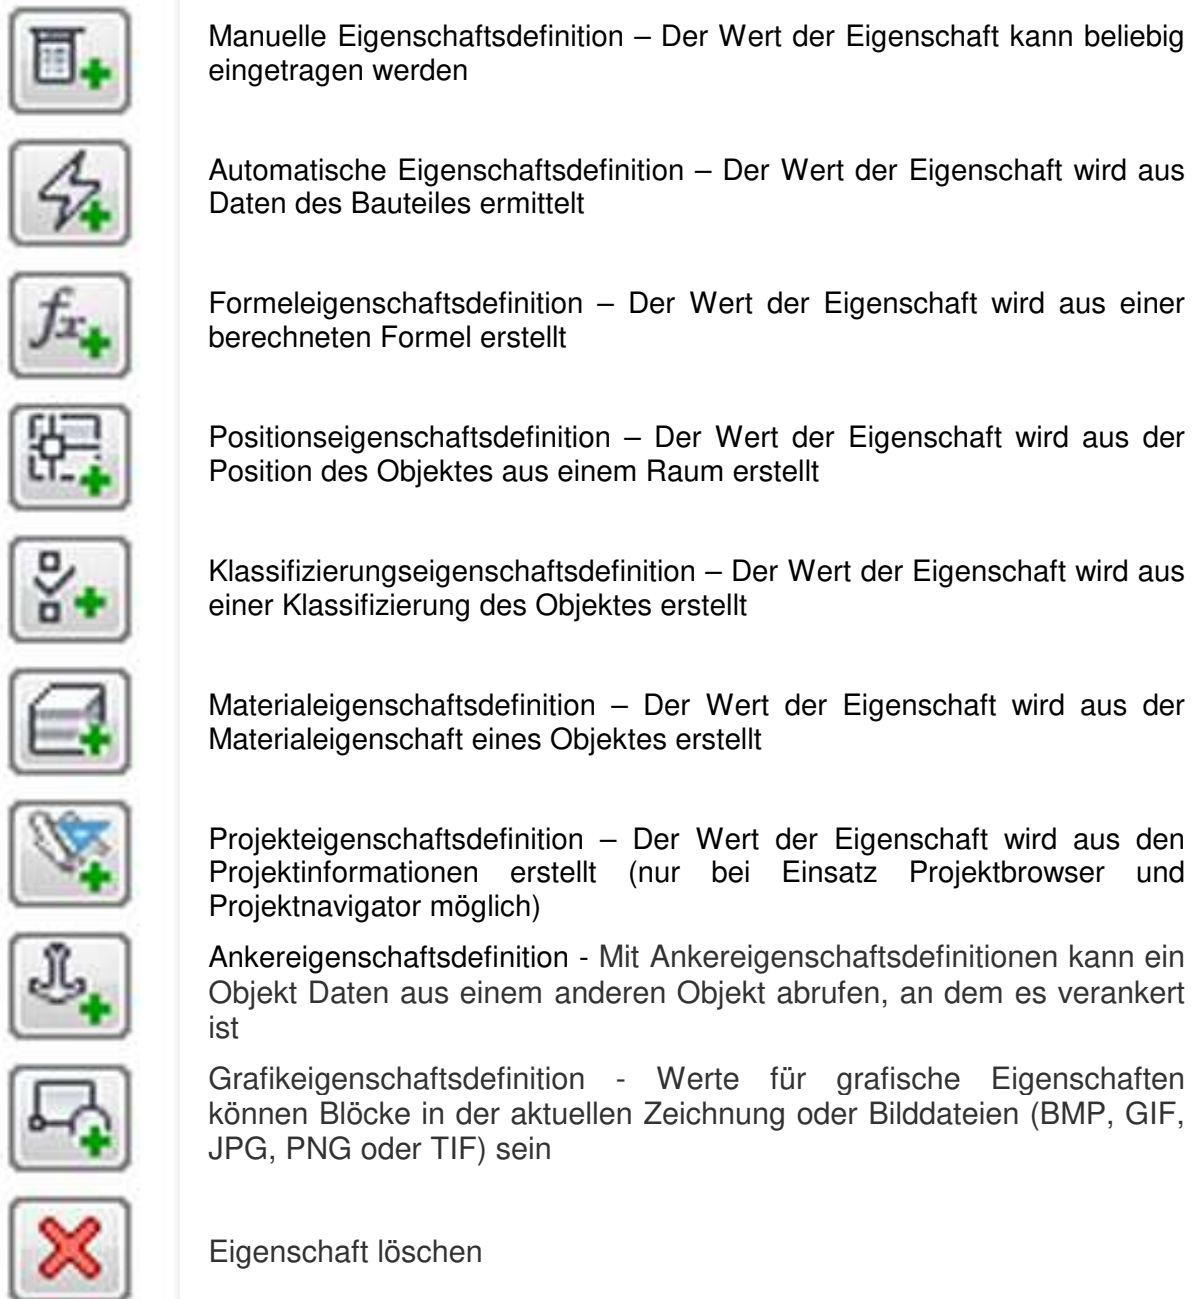 Manuelle Eigenschaftsdefinition – Der Wert der Eigenschaft kann beliebig
eingetragen werden
Automatische Eigenschaftsdefinition – Der Wert der Eigenschaft wird aus
Daten des Bauteiles ermittelt
fx
Formeleigenschaftsdefinition – Der Wert der Eigenschaft wird aus einer
berechneten Formel erstellt
Positionseigenschaftsdefinition – Der Wert der Eigenschaft wird aus der
Position des Objektes aus einem Raum erstellt
Klassifizierungseigenschaftsdefinition – Der Wert der Eigenschaft wird aus
einer Klassifizierung des Objektes erstellt
Materialeigenschaftsdefinition – Der Wert der Eigenschaft wird aus der
Materialeigenschaft eines Objektes erstellt
Projekteigenschaftsdefinition – Der Wert der Eigenschaft wird aus den
Projektinformationen erstellt (nur bei Einsatz Projektbrowser und
Projektnavigator möglich)
Ankereigenschaftsdefinition - Mit Ankereigenschaftsdefinitionen kann ein
Objekt Daten aus einem anderen Objekt abrufen, an dem es verankert
ist
Grafikeigenschaftsdefinition - Werte für grafische Eigenschaften
können Blöcke in der aktuellen Zeichnung oder Bilddateien (BMP, GIF,
JPG, PNG oder TIF) sein
Eigenschaft löschen